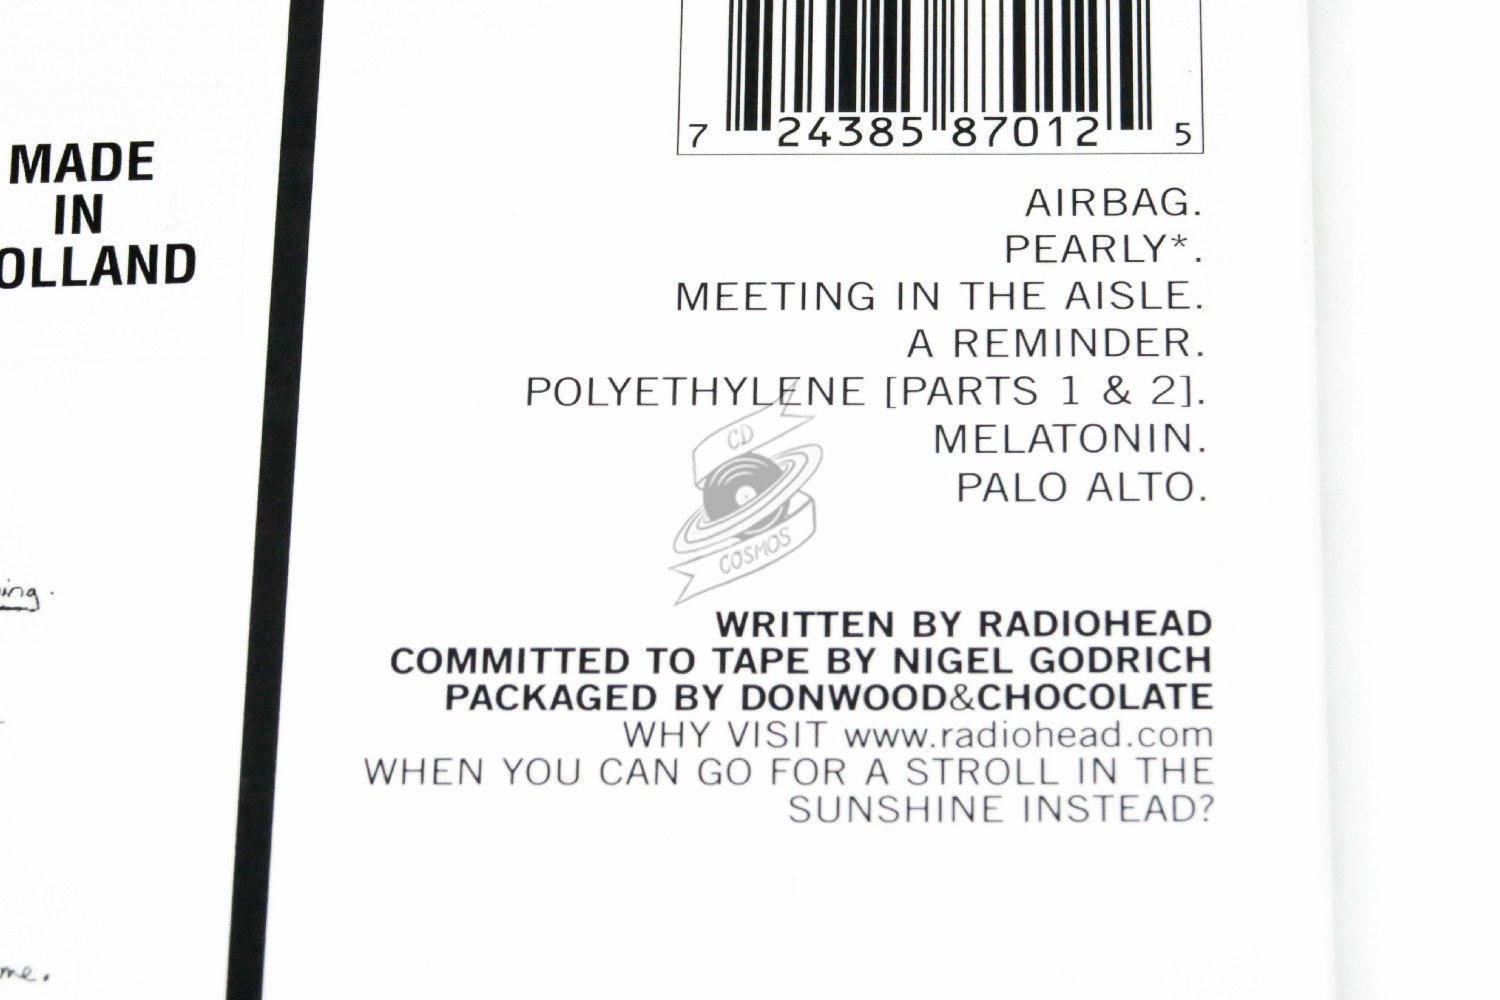 MADE
IN
OLLAND
ing.
me.
7 24385 87012 5
AIRBAG.
PEARLY*.
MEETING IN THE AISLE.
A REMINDER.
POLYETHYLENE [PARTS 1 & 2].
MELATONIN.
PALO ALTO.
CD
COSMOS
WRITTEN BY RADIOHEAD
COMMITTED TO TAPE BY NIGEL GODRICH
PACKAGED BY DONWOOD&CHOCOLATE
WHY VISIT www.radiohead.com
WHEN YOU CAN GO FOR A STROLL IN THE
SUNSHINE INSTEAD?